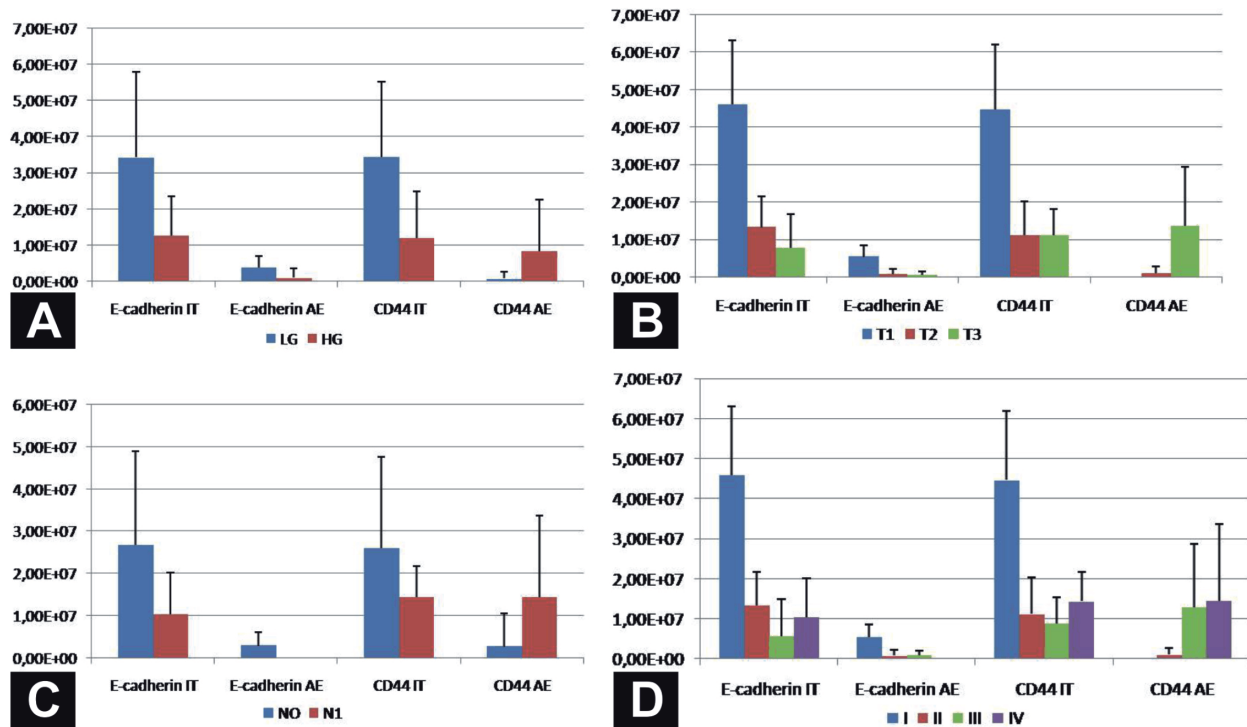 7,00E+07
6,00E+07
5,00E+07
4,00E+07
3,00E+07
2,00E+07
1,00E+07
0,00E+00
E-cadherin IT E-cadherin AE CD44 IT CD44 AE
LG HG
A
7,00E+07
6,00E+07
5,00E+07
4,00E+07
3,00E+07
2,00E+07
1,00E+07
0,00E+00
E-cadherin IT E-cadherin AE CD44 IT CD44 AE
T1 T2 T3
B
6,00E+07
5,00E+07
4,00E+07
3,00E+07
2,00E+07
1,00E+07
0,00E+00
E-cadherin IT E-cadherin AE CD44 IT CD44 AE
NO N1
C
7,00E+07
6,00E+07
5,00E+07
4,00E+07
3,00E+07
2,00E+07
1,00E+07
0,00E+00
E-cadherin IT E-cadherin AE CD44 IT CD44 AE
I II III IV
D